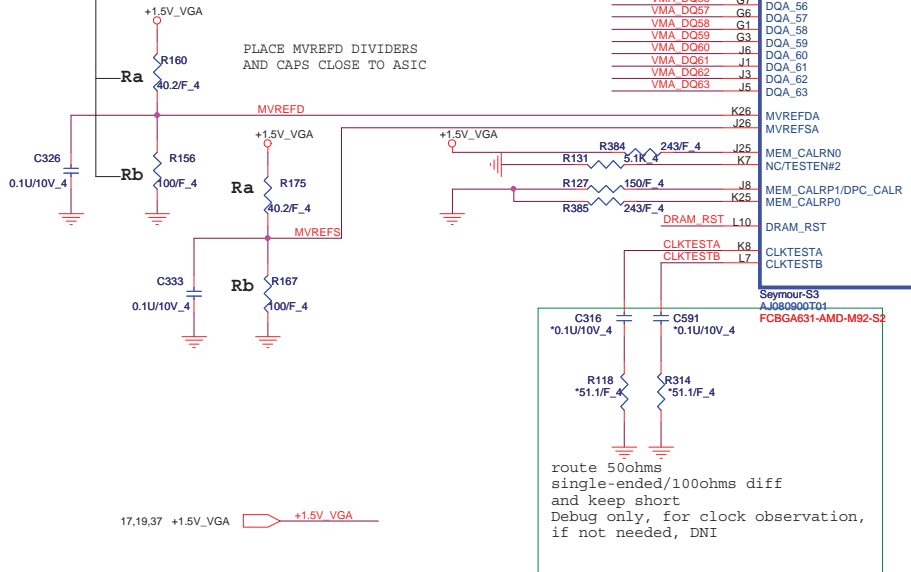 +1.5V_VGA
PLACE MVREFD DIVIDERS
AND CAPS CLOSE TO ASIC
R160
Ra
40.2/F_4
MVREFD
C326
0.1U/10V_4
Rb
R156
100/F_4
+1.5V_VGA
Ra
R175
40.2/F_4
MVREFS
C333
0.1U/10V_4
Rb
R167
100/F_4
VMA_DQ57 G6 DQA_57
VMA_DQ58 G1 DQA_58
VMA_DQ59 G3 DQA_59
VMA_DQ60 J6 DQA_60
VMA_DQ61 J1 DQA_61
VMA_DQ62 J3 DQA_62
VMA_DQ63 J5 DQA_63
DQA_56
K26 MVREFDA
J26 MVREFSA
+1.5V_VGA
R384 243/F_4 J25 MEM_CALRN0
R131 5.1K_4 K7 NC/TESTEN#2
R127 150/F_4 J8 MEM_CALRP1/DPC_CALR
R385 243/F_4 K25 MEM_CALRP0
DRAM_RST L10 DRAM_RST
CLKTESTA K8 CLKTESTA
CLKTESTB L7 CLKTESTB
Seymour-S3
AJ080900T01
FCBGA631-AMD-M92-S2
C316
*0.1U/10V_4
C591
*0.1U/10V_4
R118
*51.1/F_4
R314
*51.1/F_4
route 50ohms
single-ended/100ohms diff
and keep short
Debug only, for clock observation,
if not needed, DNI
17,19,37 +1.5V_VGA
+1.5V_VGA